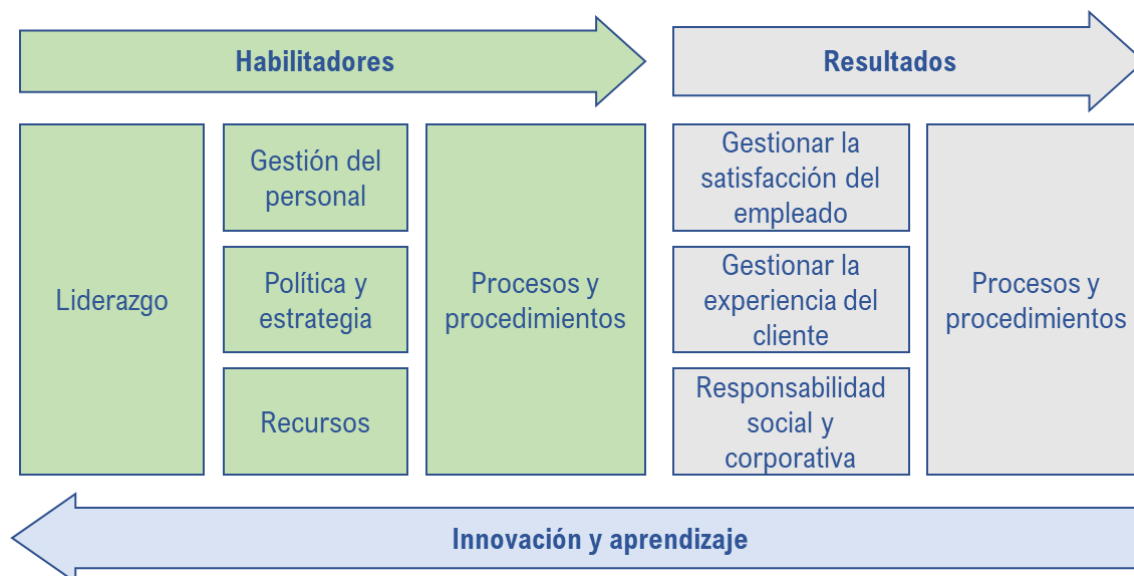 Habilitadores
Resultados
Liderazgo
Gestión del
personal
Política y
estrategia
Recursos
Procesos y
procedimientos
Gestionar la
satisfacción del
empleado
Gestionar la
experiencia del
cliente
Responsabilidad
social y
corporativa
Procesos y
procedimientos
Innovación y aprendizaje